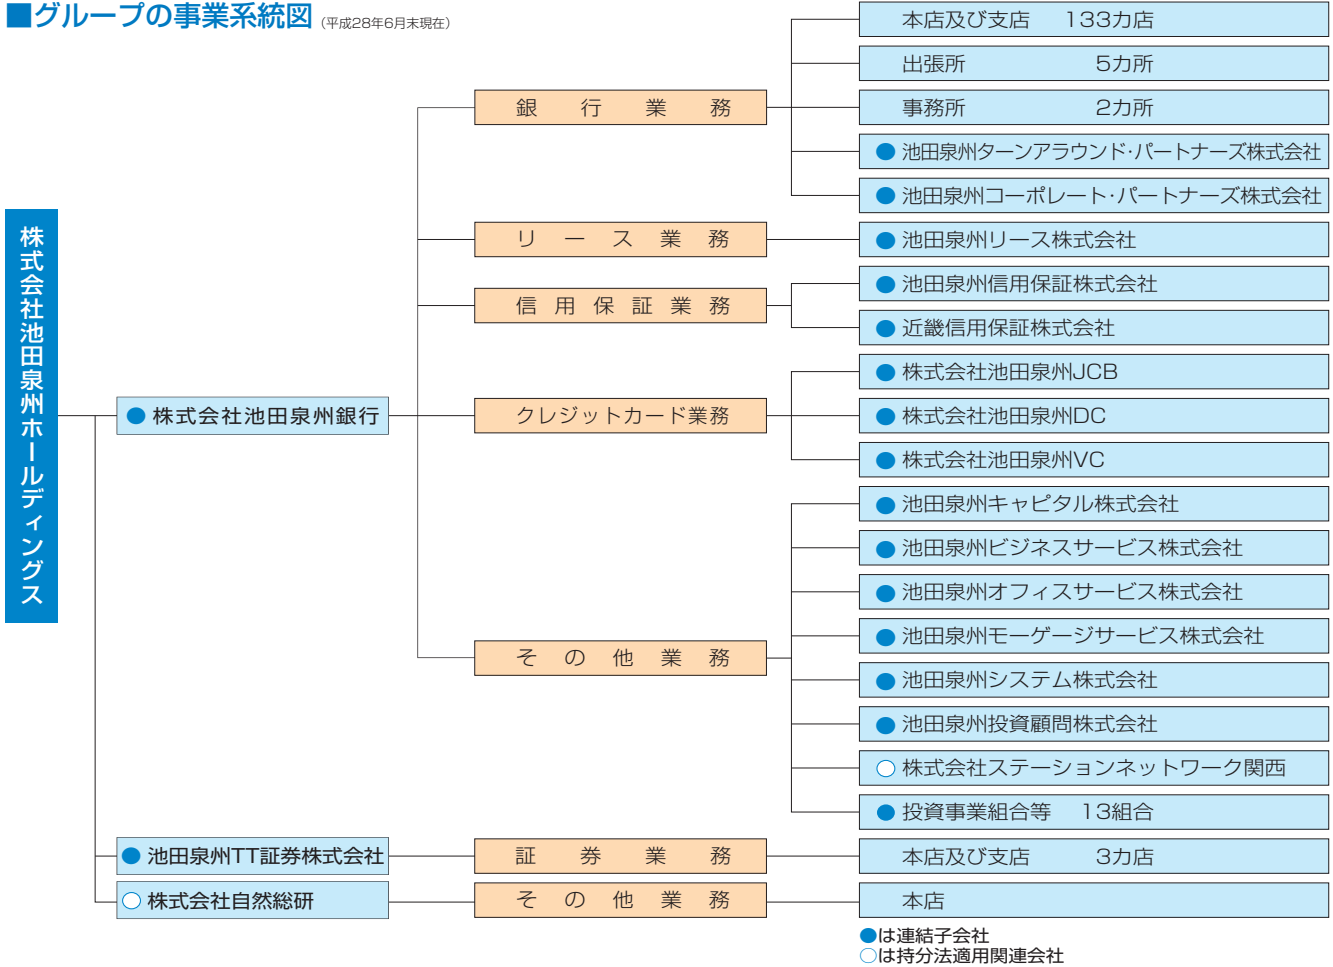 ■グループの事業系統図 (平成28年6月末現在)
株式会社池田泉州ホールディングス
●株式会社池田泉州銀行
銀行業務
本店及び支店 133カ店
出張所 5カ所
事務所 2カ所
●池田泉州ターンアラウンド・パートナーズ株式会社
●池田泉州コーポレート・パートナーズ株式会社
リース業務
●池田泉州リース株式会社
信用保証業務
●池田泉州信用保証株式会社
●近畿信用保証株式会社
クレジットカード業務
●株式会社池田泉州JCB
●株式会社池田泉州DC
●株式会社池田泉州VC
その他業務
●池田泉州キャピタル株式会社
●池田泉州ビジネスサービス株式会社
●池田泉州オフィスサービス株式会社
●池田泉州モーゲージサービス株式会社
●池田泉州システム株式会社
●池田泉州投資顧問株式会社
○株式会社ステーションネットワーク関西
●投資事業組合等 13組合
●池田泉州TT証券株式会社
証券業務
本店及び支店 3カ店
○株式会社自然総研
その他業務
本店
●は連結子会社
○は持分法適用関連会社